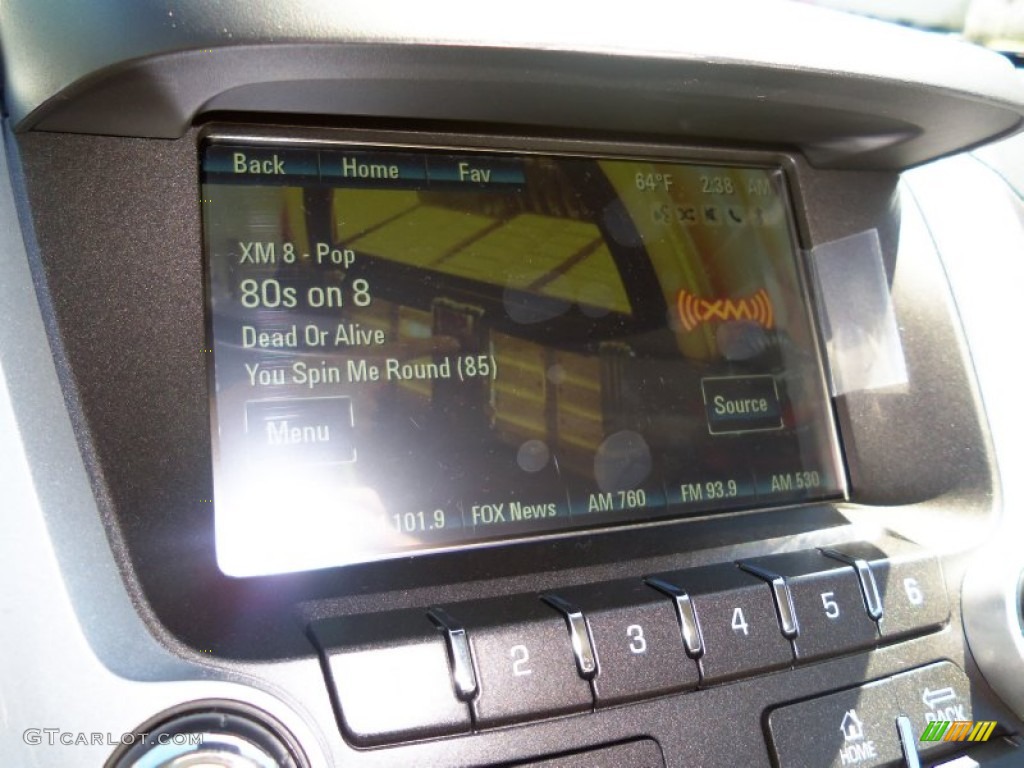 Back Home Fav 64°F 2:38 AM
XM 8 - Pop
80s on 8
(((XM)))
Dead Or Alive
You Spin Me Round (85)
Menu Source
101.9 FOX News AM 760 FM 93.9 AM 530
2 3 4 5 6
HOME BACK
GTCARLOT.COM